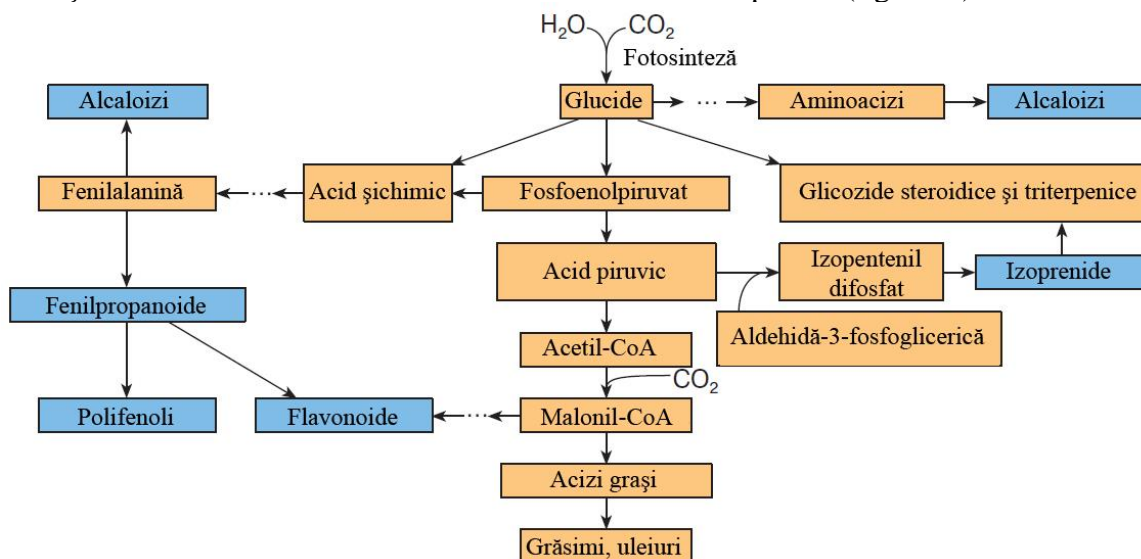 H₂O CO₂
Fotosinteză
Alcaloizi
Glucide ... Aminoacizi Alcaloizi
Fenilalanină ... Acid şichimic Fosfoenolpiruvat Glicozide steroidice şi triterpenice
Acid piruvic
Izopentenil
difosfat
Izoprenide
Fenilpropanoide
Aldehidă-3-fosfoglicerică
Acetil-CoA
CO₂
Polifenoli Flavonoide ... Malonil-CoA
Acizi graşi
Grăsimi, uleiuri